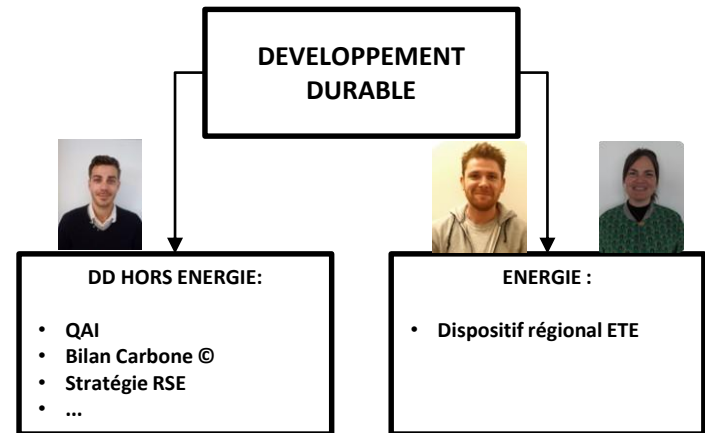 DEVELOPPEMENT
DURABLE
DD HORS ENERGIE:
• QAI
• Bilan Carbone ©
• Stratégie RSE
• ...
ENERGIE :
• Dispositif régional ETE